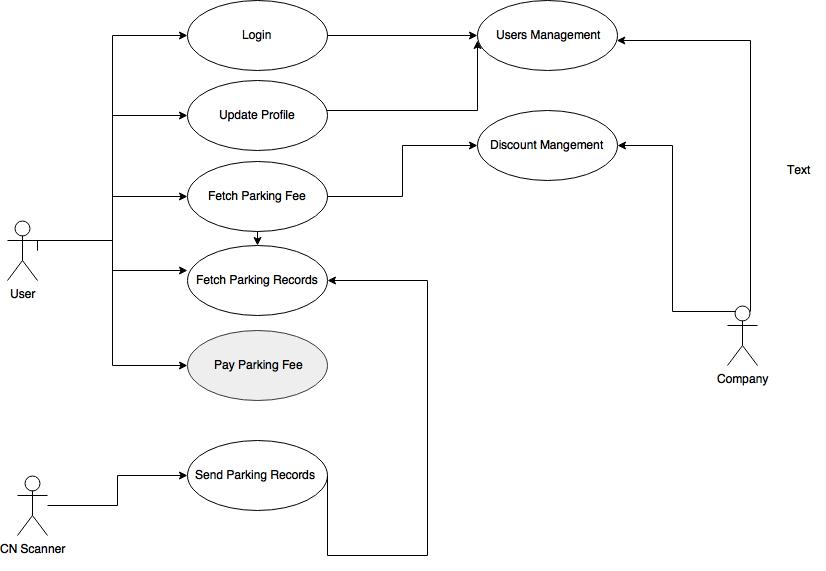 Login
Users Management
Update Profile
Discount Mangement
Text
Fetch Parking Fee
User
Fetch Parking Records
Pay Parking Fee
Company
Send Parking Records
CN Scanner